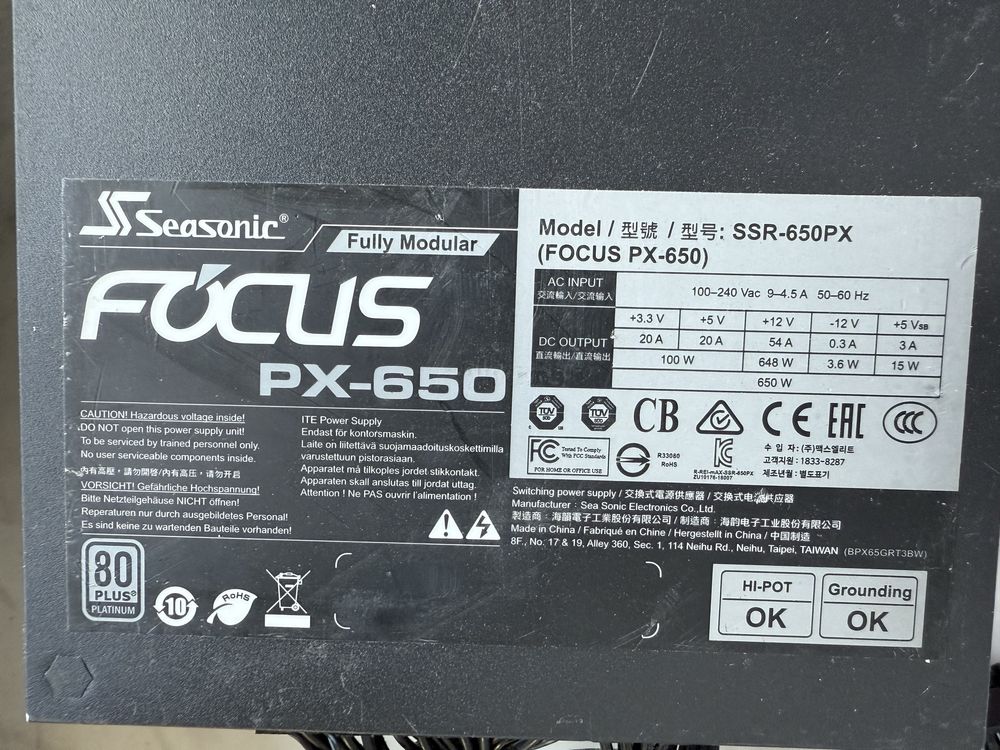 Seasonic®
Fully Modular
FOCUS
PX-650
CAUTION! Hazardous voltage inside!
DO NOT open this power supply unit!
To be serviced by trained personnel only.
No user serviceable components inside.
內有高壓，請勿開啓/内有高压，请勿开启
VORSICHT! Gefährliche Hochspannung!
Bitte Netzteilgehäuse NICHT öffnen!
Reperaturen nur durch ausgebildetes Personal!
Es sind keine zu wartenden Bauteile vorhanden!
ITE Power Supply
Endast för kontorsmaskin.
Laite on liitettävä suojamaadoituskoskettimilla
varustettuun pistorasiaan.
Apparatet må tilkoples jordet stikkontakt.
Apparaten skall anslutas till jordat uttag.
Attention ! Ne PAS ouvrir l'alimentation !
80
PLUS®
PLATINUM
10
RoHS
Model / 型號 / 型号: SSR-650PX
(FOCUS PX-650)
AC INPUT
交流輸入/交流输入
100–240 Vac 9–4.5 A 50–60 Hz
DC OUTPUT
直流輸出/直流输出
+3.3 V +5 V +12 V -12 V +5 VSB
20 A 20 A 54 A 0.3 A 3 A
100 W 648 W 3.6 W 15 W
650 W
TÜV TÜV CB CE EAC CCC
FC Tested To Comply
With FCC Standards
FOR HOME OR OFFICE USE
R33060
RoHS
R-REI-mAX-SSR-650PX
ZU10176-18007
수 입 자: (주)맥스엘리트
고객지원 : 1833-8287
제조년월 : 별도표기
Switching power supply / 交換式電源供應器 / 交换式电源供应器
Manufacturer : Sea Sonic Electronics Co.,Ltd.
製造商 : 海韻電子工業股份有限公司 / 制造商 : 海韵电子工业股份有限公司
Made in China / Fabriqué en Chine / Hergestellt in China / 中国制造
8F., No. 17 & 19, Alley 360, Sec. 1, 114 Neihu Rd., Neihu, Taipei, TAIWAN (BPX65GRT3BW)
HI-POT
OK
Grounding
OK